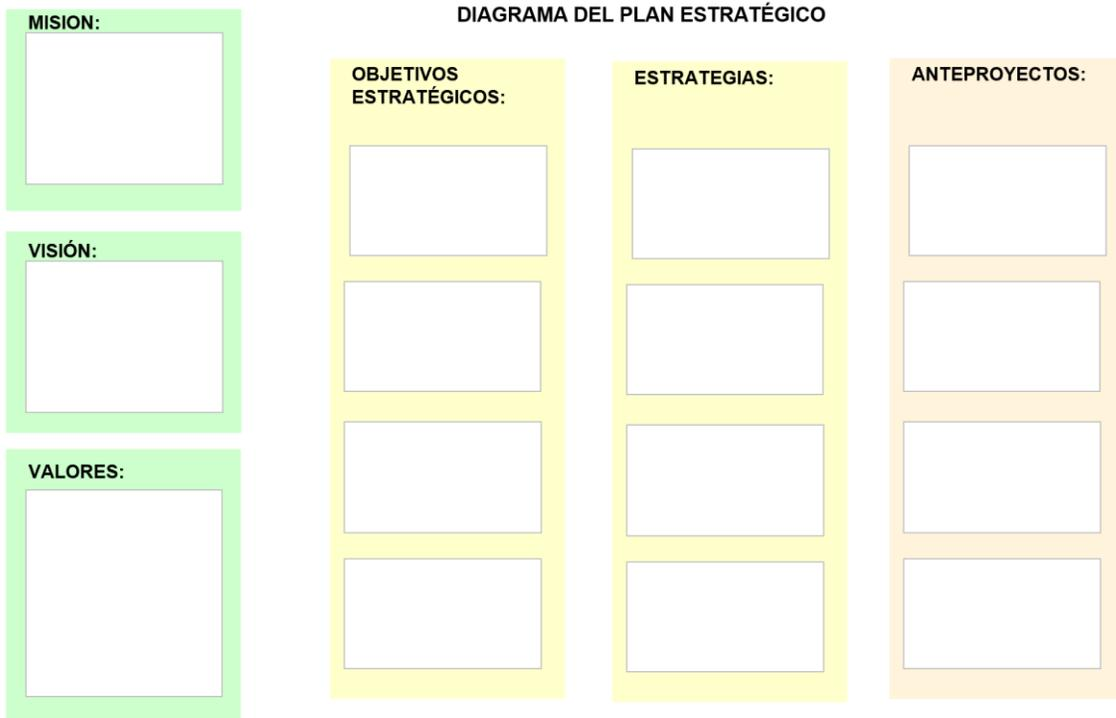 DIAGRAMA DEL PLAN ESTRATÉGICO
MISION:
VISIÓN:
VALORES:
OBJETIVOS
ESTRATÉGICOS:
ESTRATEGIAS:
ANTEPROYECTOS: